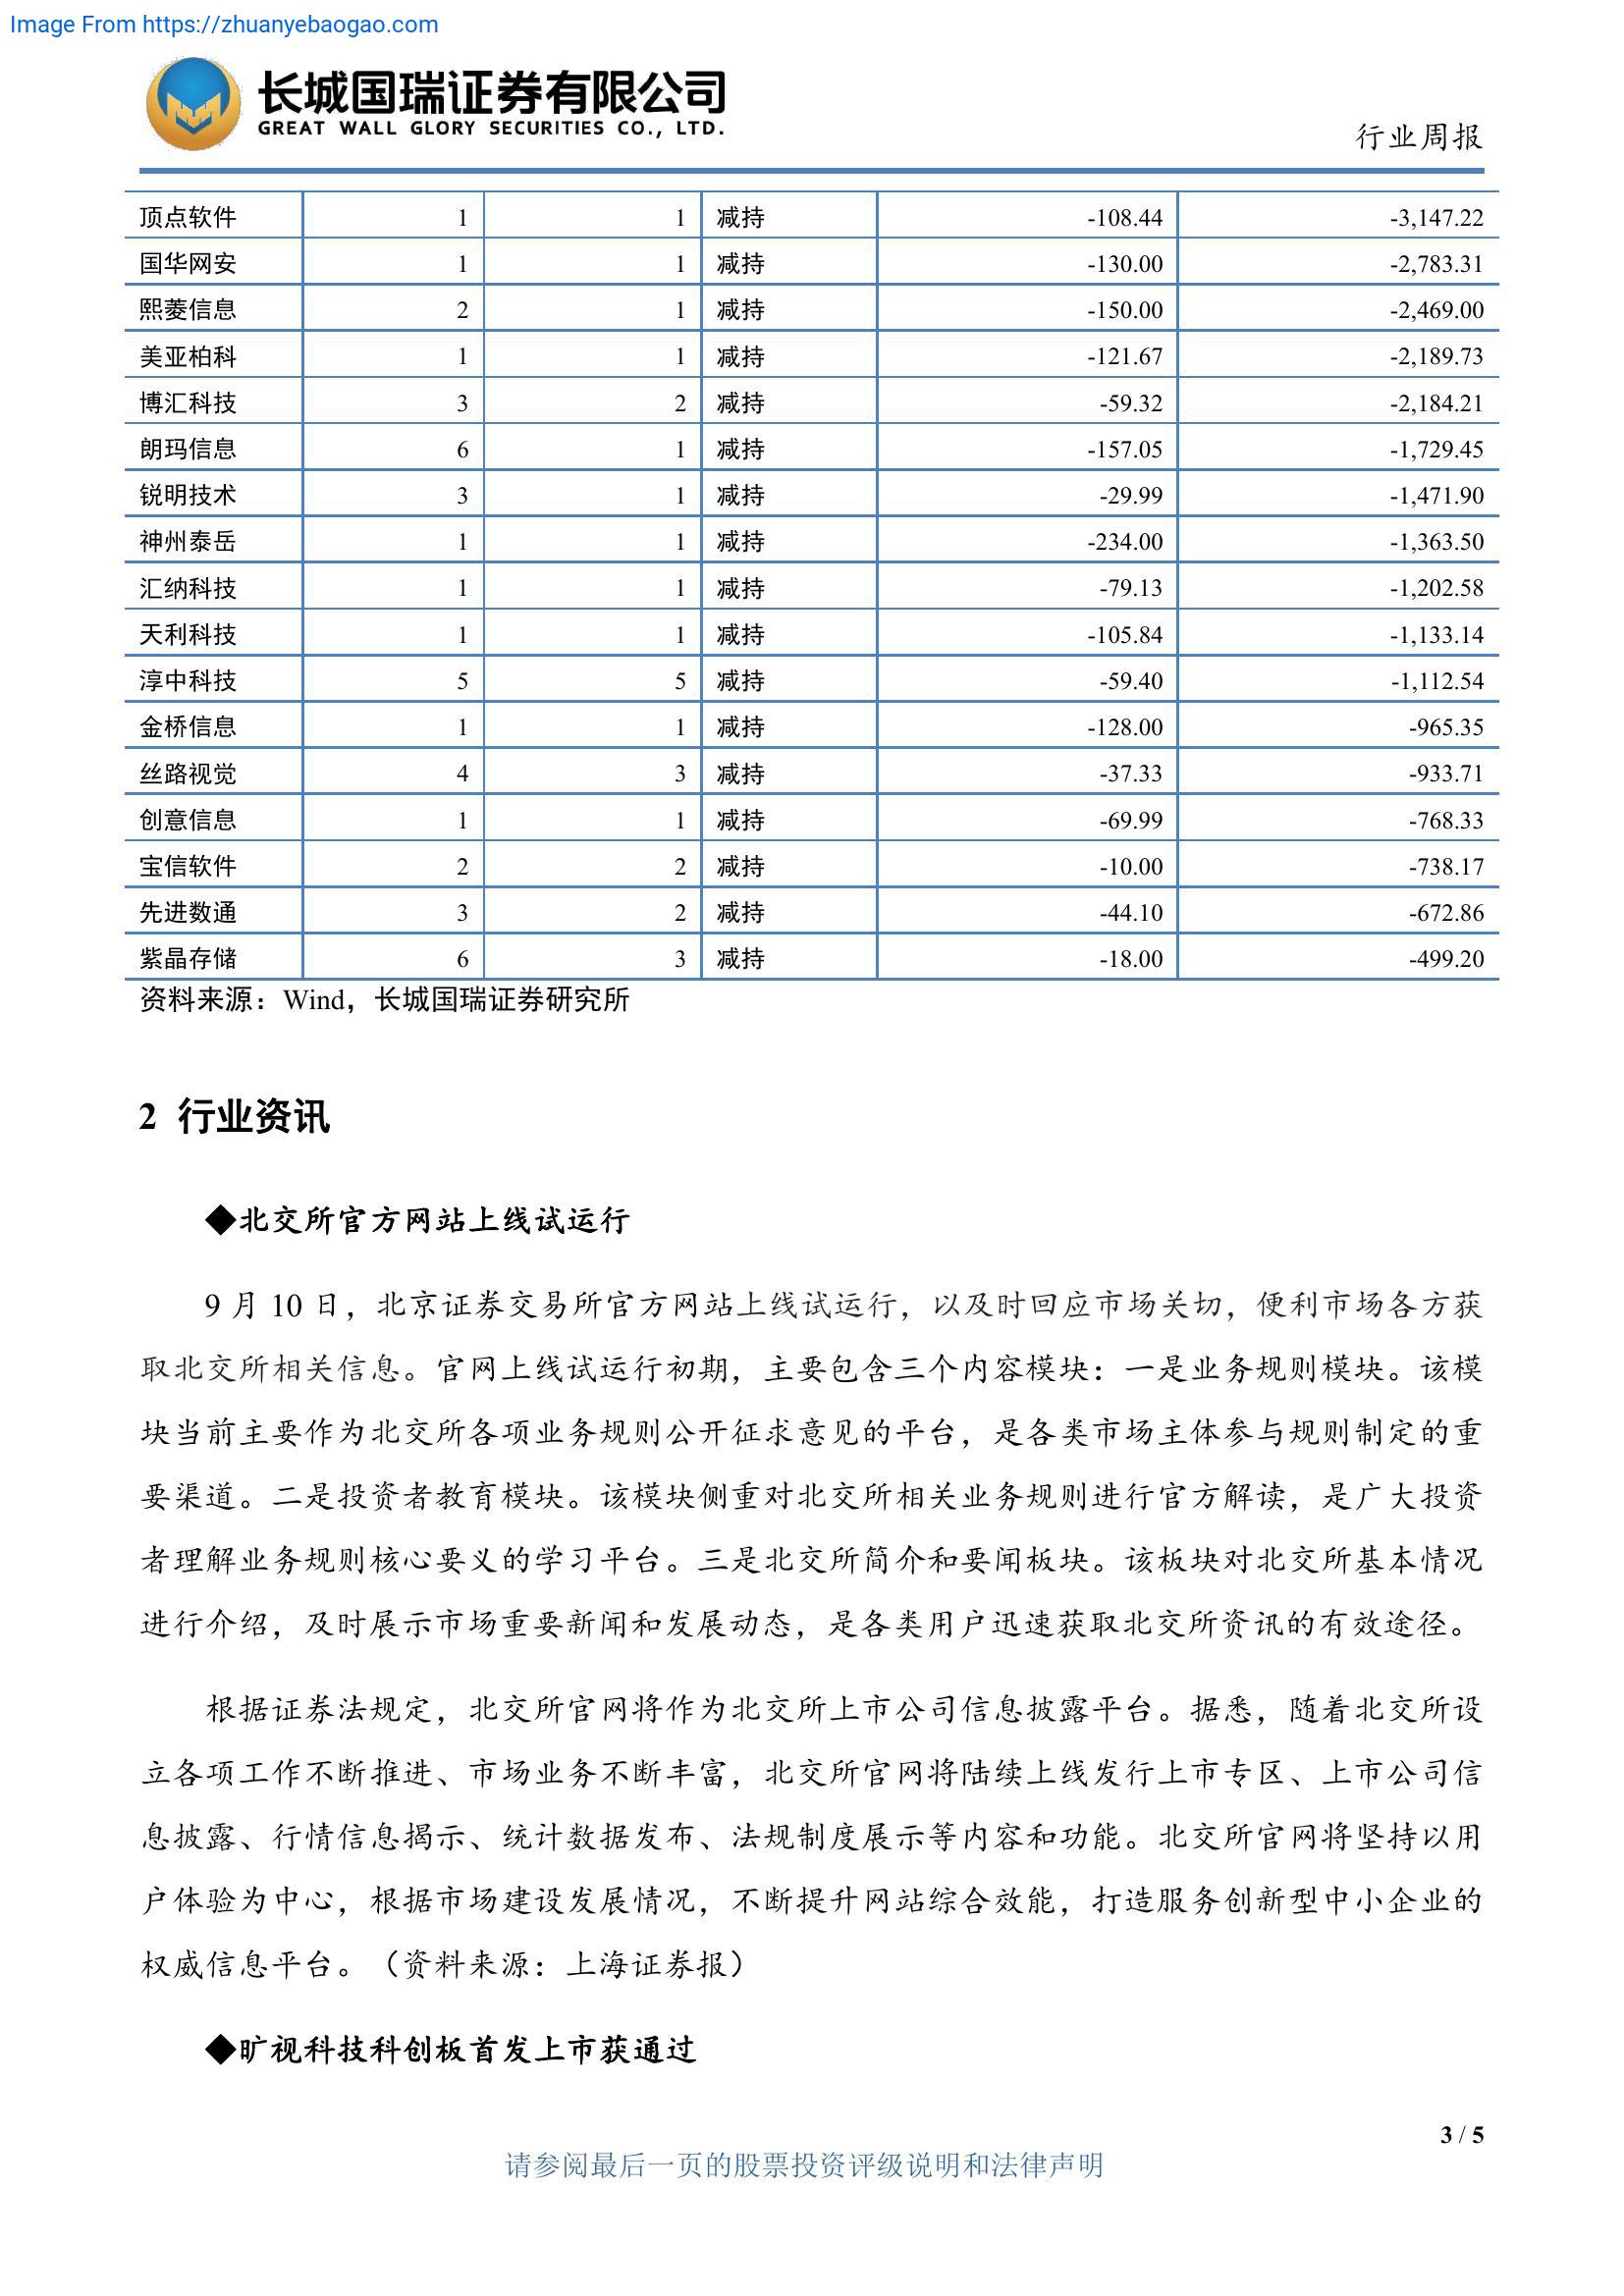 Image From https://zhuanyebaogao.com
长城国瑞证券有限公司
GREAT WALL GLORY SECURITIES CO., LTD.
行业周报
顶点软件 1 1 减持 -108.44 -3,147.22
国华网安 1 1 减持 -130.00 -2,783.31
熙菱信息 2 1 减持 -150.00 -2,469.00
美亚柏科 1 1 减持 -121.67 -2,189.73
博汇科技 3 2 减持 -59.32 -2,184.21
朗玛信息 6 1 减持 -157.05 -1,729.45
锐明技术 3 1 减持 -29.99 -1,471.90
神州泰岳 1 1 减持 -234.00 -1,363.50
汇纳科技 1 1 减持 -79.13 -1,202.58
天利科技 1 1 减持 -105.84 -1,133.14
淳中科技 5 5 减持 -59.40 -1,112.54
金桥信息 1 1 减持 -128.00 -965.35
丝路视觉 4 3 减持 -37.33 -933.71
创意信息 1 1 减持 -69.99 -768.33
宝信软件 2 2 减持 -10.00 -738.17
先进数通 3 2 减持 -44.10 -672.86
紫晶存储 6 3 减持 -18.00 -499.20
资料来源：Wind，长城国瑞证券研究所
2 行业资讯
◆北交所官方网站上线试运行
9 月 10 日，北京证券交易所官方网站上线试运行，以及时回应市场关切，便利市场各方获
取北交所相关信息。官网上线试运行初期，主要包含三个内容模块：一是业务规则模块。该模
块当前主要作为北交所各项业务规则公开征求意见的平台，是各类市场主体参与规则制定的重
要渠道。二是投资者教育模块。该模块侧重对北交所相关业务规则进行官方解读，是广大投资
者理解业务规则核心要义的学习平台。三是北交所简介和要闻板块。该板块对北交所基本情况
进行介绍，及时展示市场重要新闻和发展动态，是各类用户迅速获取北交所资讯的有效途径。
根据证券法规定，北交所官网将作为北交所上市公司信息披露平台。据悉，随着北交所设
立各项工作不断推进、市场业务不断丰富，北交所官网将陆续上线发行上市专区、上市公司信
息披露、行情信息揭示、统计数据发布、法规制度展示等内容和功能。北交所官网将坚持以用
户体验为中心，根据市场建设发展情况，不断提升网站综合效能，打造服务创新型中小企业的
权威信息平台。（资料来源：上海证券报）
◆旷视科技科创板首发上市获通过
3 / 5
请参阅最后一页的股票投资评级说明和法律声明